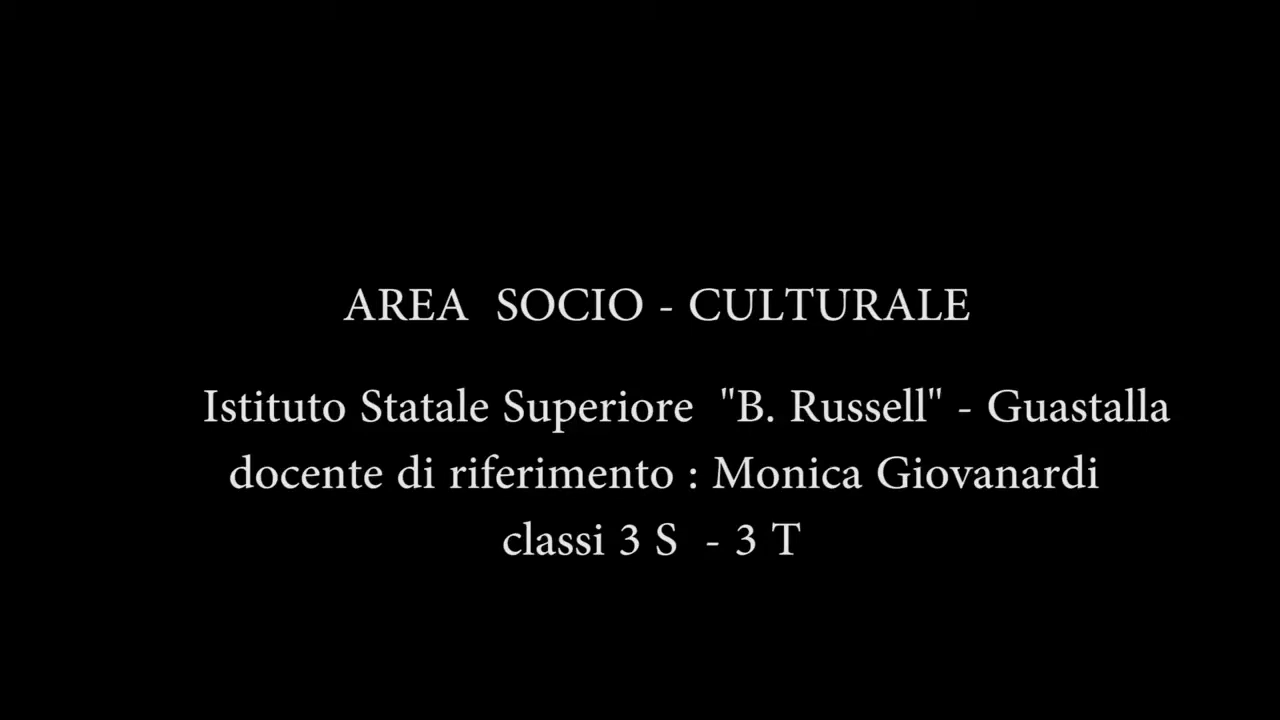 AREA  SOCIO - CULTURALE
Istituto Statale Superiore  "B. Russell" - Guastalla
docente di riferimento : Monica Giovanardi
classi 3 S  - 3 T